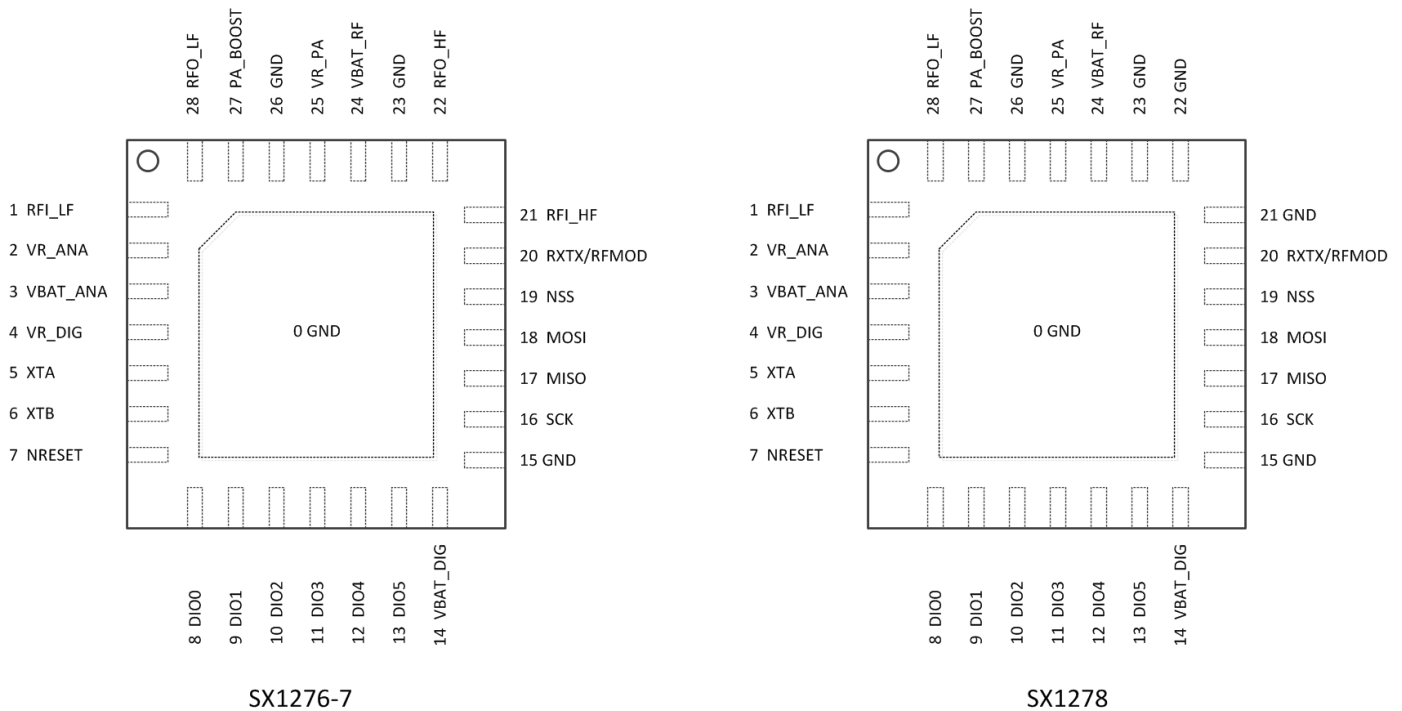 28 RFO_LF
27 PA_BOOST
26 GND
25 VR_PA
24 VBAT_RF
23 GND
22 RFO_HF
1 RFI_LF
2 VR_ANA
3 VBAT_ANA
4 VR_DIG
5 XTA
6 XTB
7 NRESET
0 GND
21 RFI_HF
20 RXTX/RFMOD
19 NSS
18 MOSI
17 MISO
16 SCK
15 GND
8 DIO0
9 DIO1
10 DIO2
11 DIO3
12 DIO4
13 DIO5
14 VBAT_DIG
SX1276-7
28 RFO_LF
27 PA_BOOST
26 GND
25 VR_PA
24 VBAT_RF
23 GND
22 GND
1 RFI_LF
2 VR_ANA
3 VBAT_ANA
4 VR_DIG
5 XTA
6 XTB
7 NRESET
0 GND
21 GND
20 RXTX/RFMOD
19 NSS
18 MOSI
17 MISO
16 SCK
15 GND
8 DIO0
9 DIO1
10 DIO2
11 DIO3
12 DIO4
13 DIO5
14 VBAT_DIG
SX1278